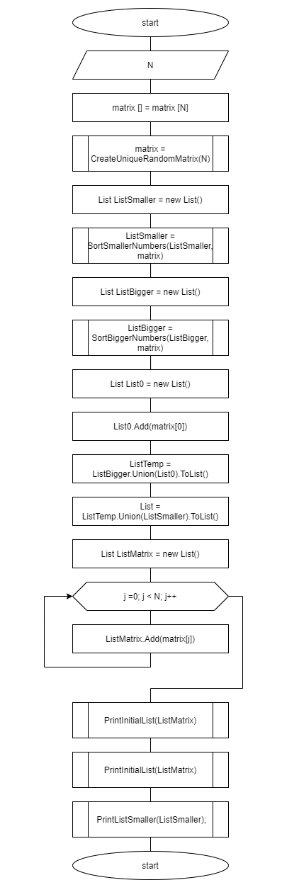 start
N
matrix [] = matrix [N]
matrix =
CreateUniqueRandomMatrix(N)
List ListSmaller = new List()
ListSmaller =
SortSmallerNumbers(ListSmaller,
matrix)
List ListBigger = new List()
ListBigger =
SortBiggerNumbers(ListBigger,
matrix)
List List0 = new List()
List0.Add(matrix[0])
ListTemp =
ListBigger.Union(List0).ToList()
List =
ListTemp.Union(ListSmaller).ToList()
List ListMatrix = new List()
j =0; j < N; j++
ListMatrix.Add(matrix[j])
PrintInitialList(ListMatrix)
PrintInitialList(ListMatrix)
PrintListSmaller(ListSmaller);
start